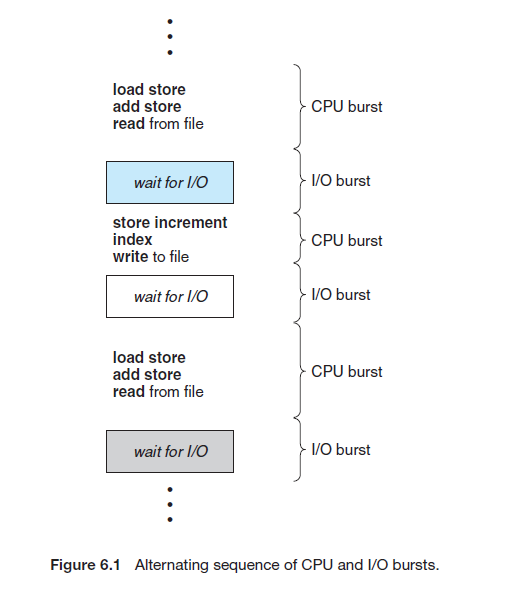 load store
add store
read from file
CPU burst
wait for I/O
I/O burst
store increment
index
write to file
CPU burst
wait for I/O
I/O burst
load store
add store
read from file
CPU burst
wait for I/O
I/O burst
Figure 6.1 Alternating sequence of CPU and I/O bursts.